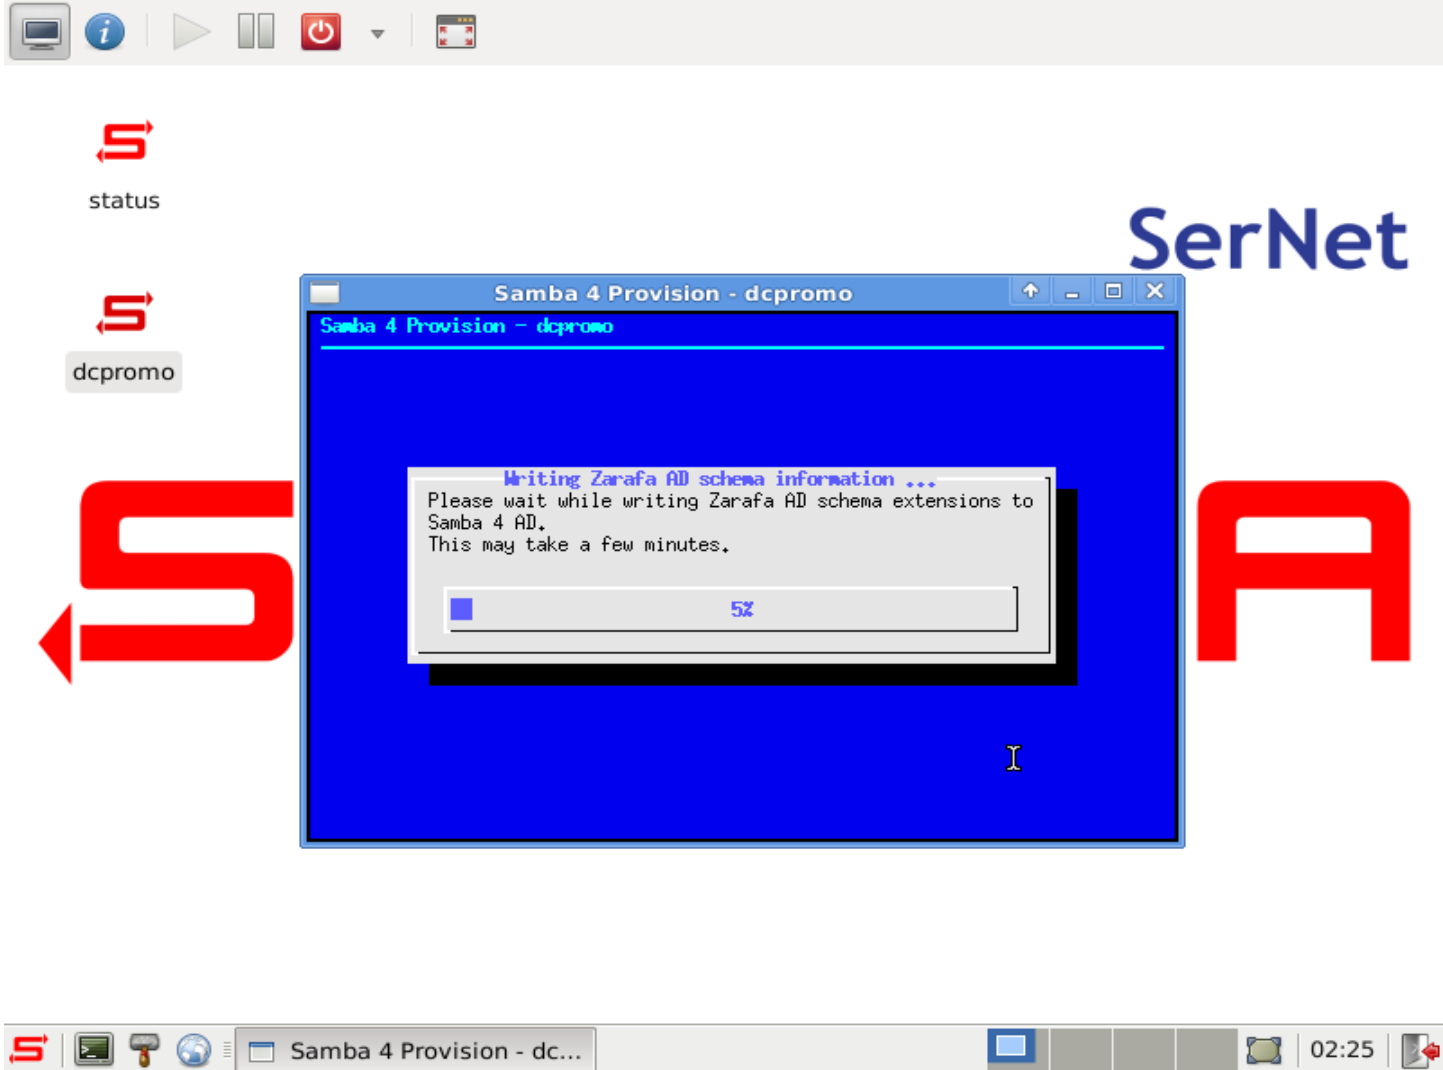 status
SerNet
Samba 4 Provision - dcpromo
Samba 4 Provision - dcpromo
dcpromo
Writing Zarafa AD schema information ...
Please wait while writing Zarafa AD schema extensions to
Samba 4 AD.
This may take a few minutes.
5%
S A
Samba 4 Provision - dc...
02:25